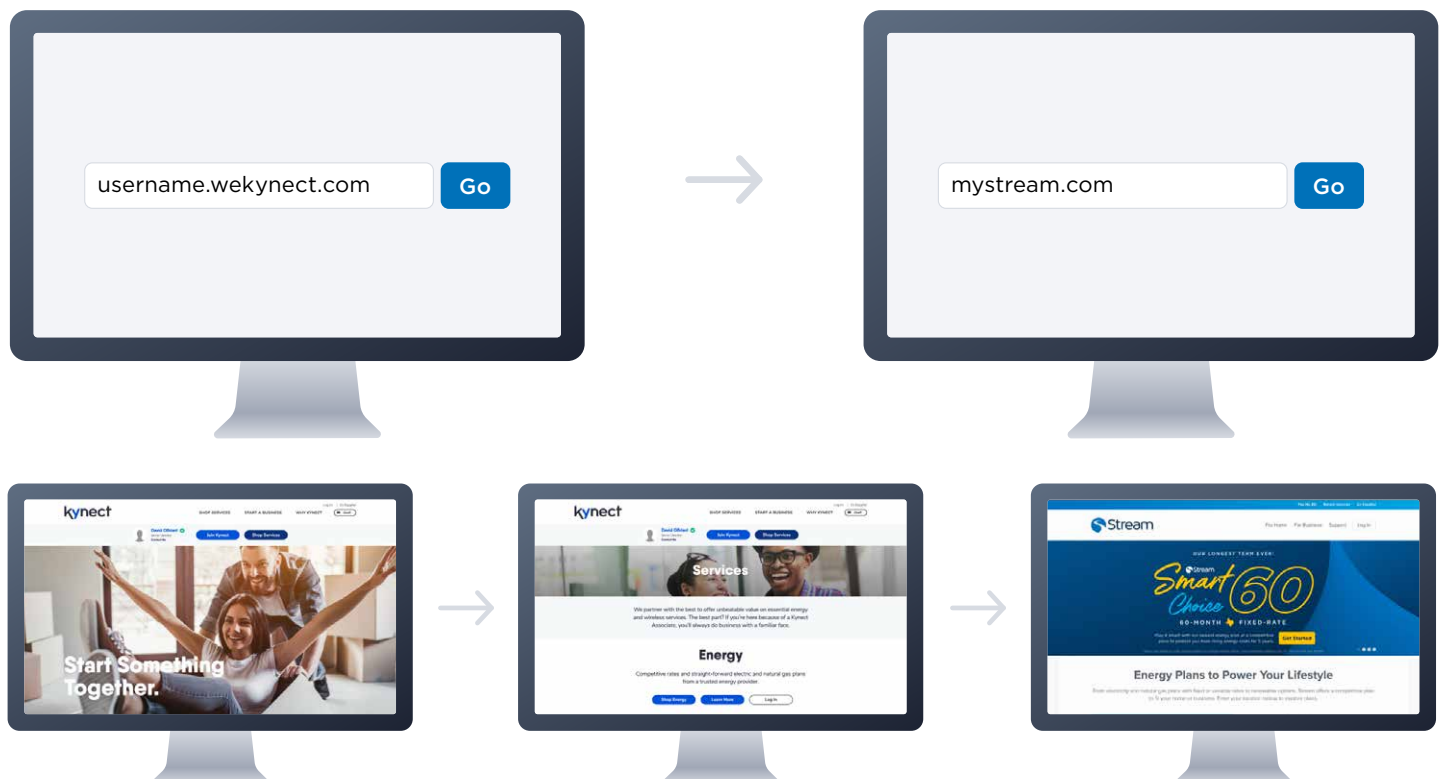 username.wekynect.com
Go
mystream.com
Go
kynect
SHOP SERVICES START A BUSINESS WHY KYNECT
Join Kynect
Shop Services
Start Something
Together.
kynect
SHOP SERVICES START A BUSINESS WHY KYNECT
Join Kynect
Shop Services
Services
We partner with the best to offer unbeatable value on essential energy
and wireless services. The best part? If you're here because of a Kynect
Associate, you'll always do business with a familiar face.
Energy
Competitive rates and straight-forward electric and natural gas plans
from a trusted energy provider.
Shop Energy
Learn More
Log In
Stream
For Home For Business Support Log In
OUR LONGEST TERM EVER!
Stream
Smart
Choice
60
60-MONTH FIXED-RATE
Get Started
Energy Plans to Power Your Lifestyle